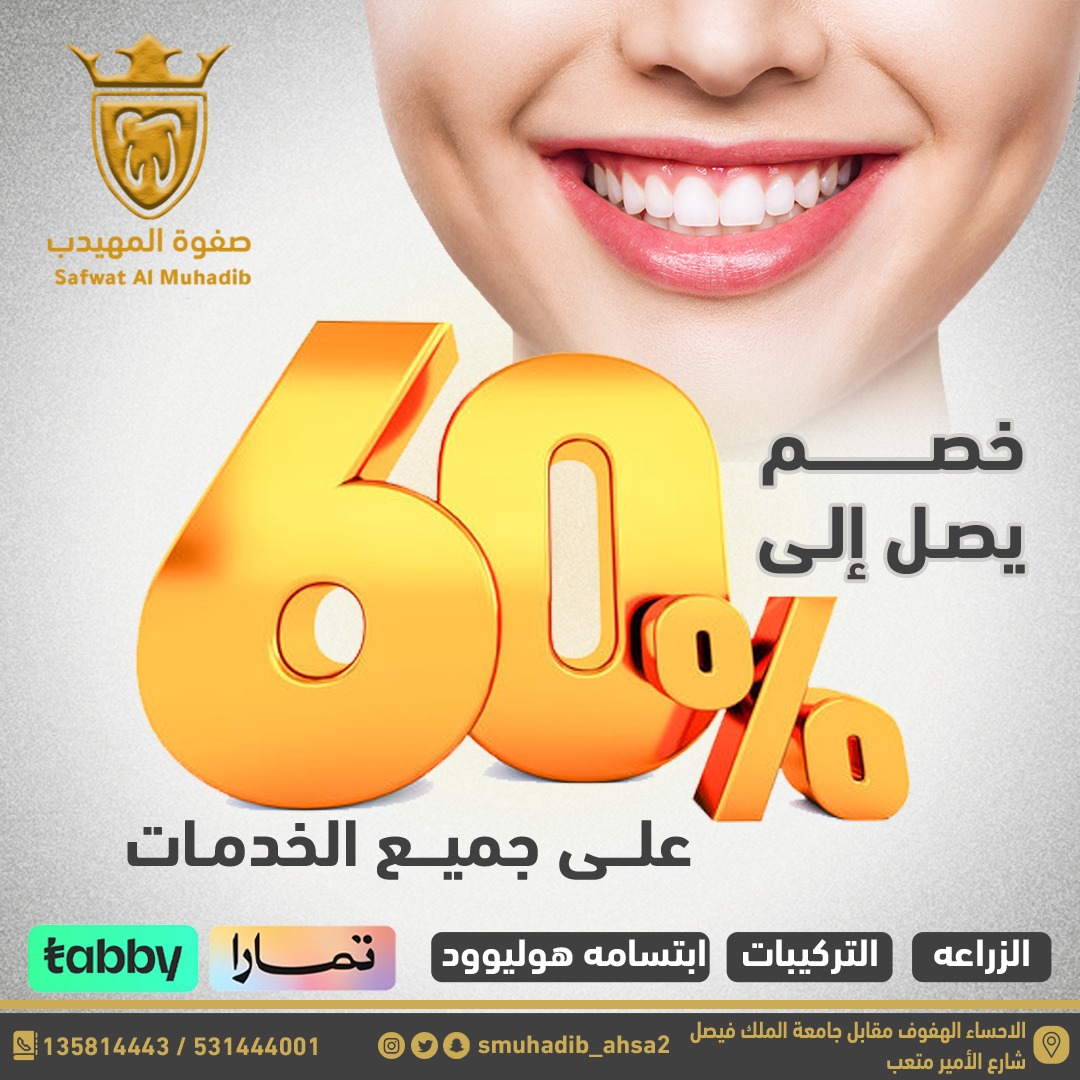 صفوة المهيدب
Safwat Al Muhadib
خصم
يصل إلى
60%
على جميع الخدمات
الزراعه
التركيبات
ابتسامه هوليوود
تمارا
tabby
الاحساء الهفوف مقابل جامعة الملك فيصل
شارع الأمير متعب
smuhadib_ahsa2
135814443 / 531444001